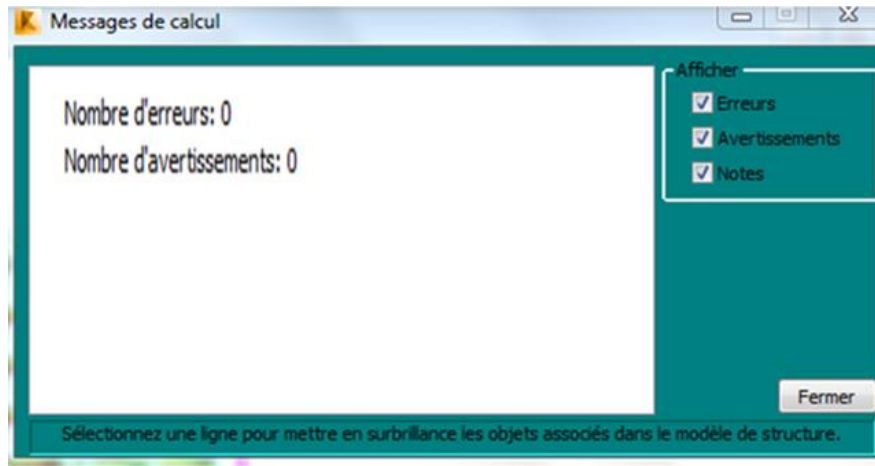 Messages de calcul
Nombre d'erreurs: 0
Nombre d'avertissements: 0
Afficher
Erreurs
Avertissements
Notes
Fermer
Sélectionnez une ligne pour mettre en surbrillance les objets associés dans le modèle de structure.